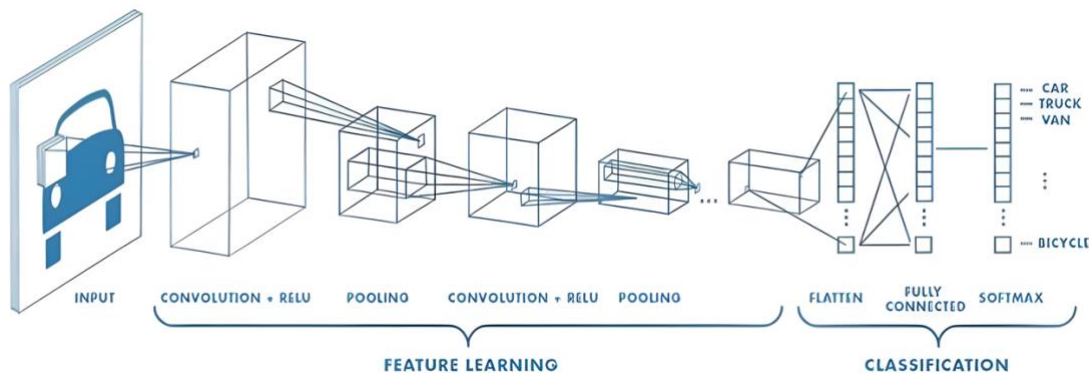 CAR
TRUCK
VAN
BICYCLE
INPUT
CONVOLUTION + RELU
POOLING
CONVOLUTION + RELU
POOLING
FLATTEN
FULLY
CONNECTED
SOFTMAX
FEATURE LEARNING
CLASSIFICATION